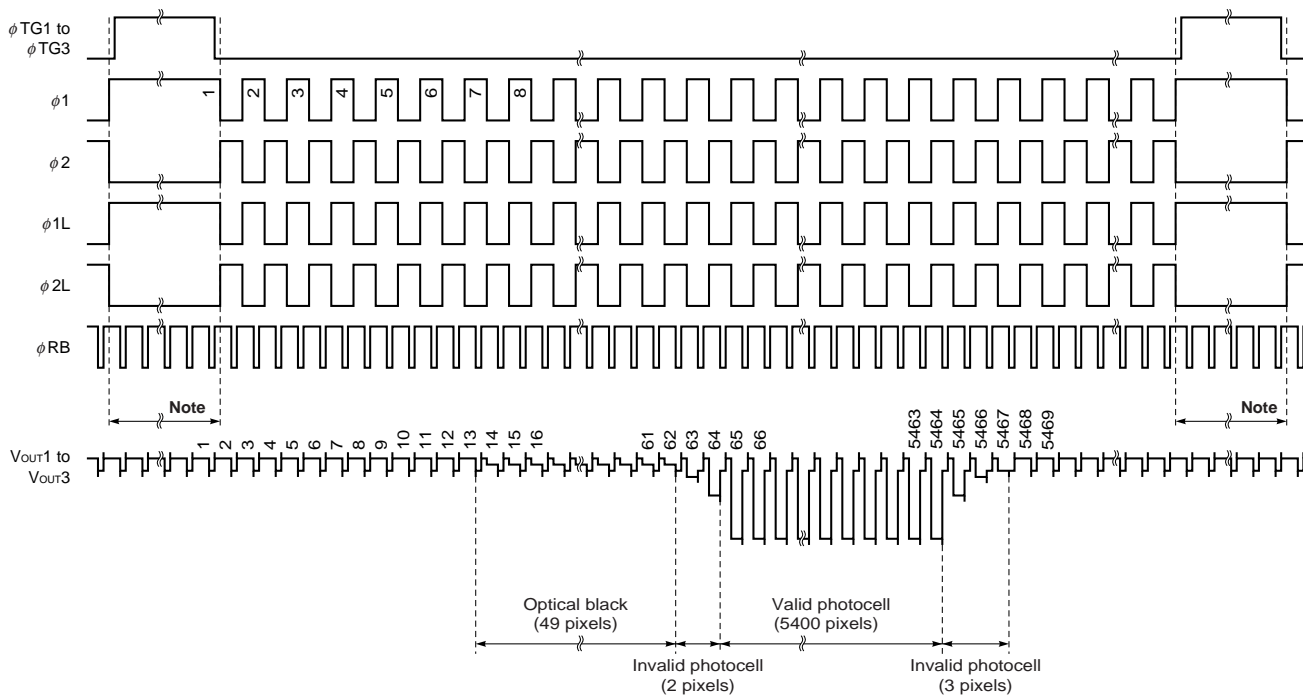 φTG1 to
φTG3
φ1
1 2 3 4 5 6 7 8
φ2
φ1L
φ2L
φRB
Note
Note
1 2 3 4 5 6 7 8 9 10 11 12 13 14 15 16 61 62 63 64 65 66 5463 5464 5465 5466 5467 5468 5469
VOUT1 to
VOUT3
Optical black
(49 pixels)
Valid photocell
(5400 pixels)
Invalid photocell
(2 pixels)
Invalid photocell
(3 pixels)